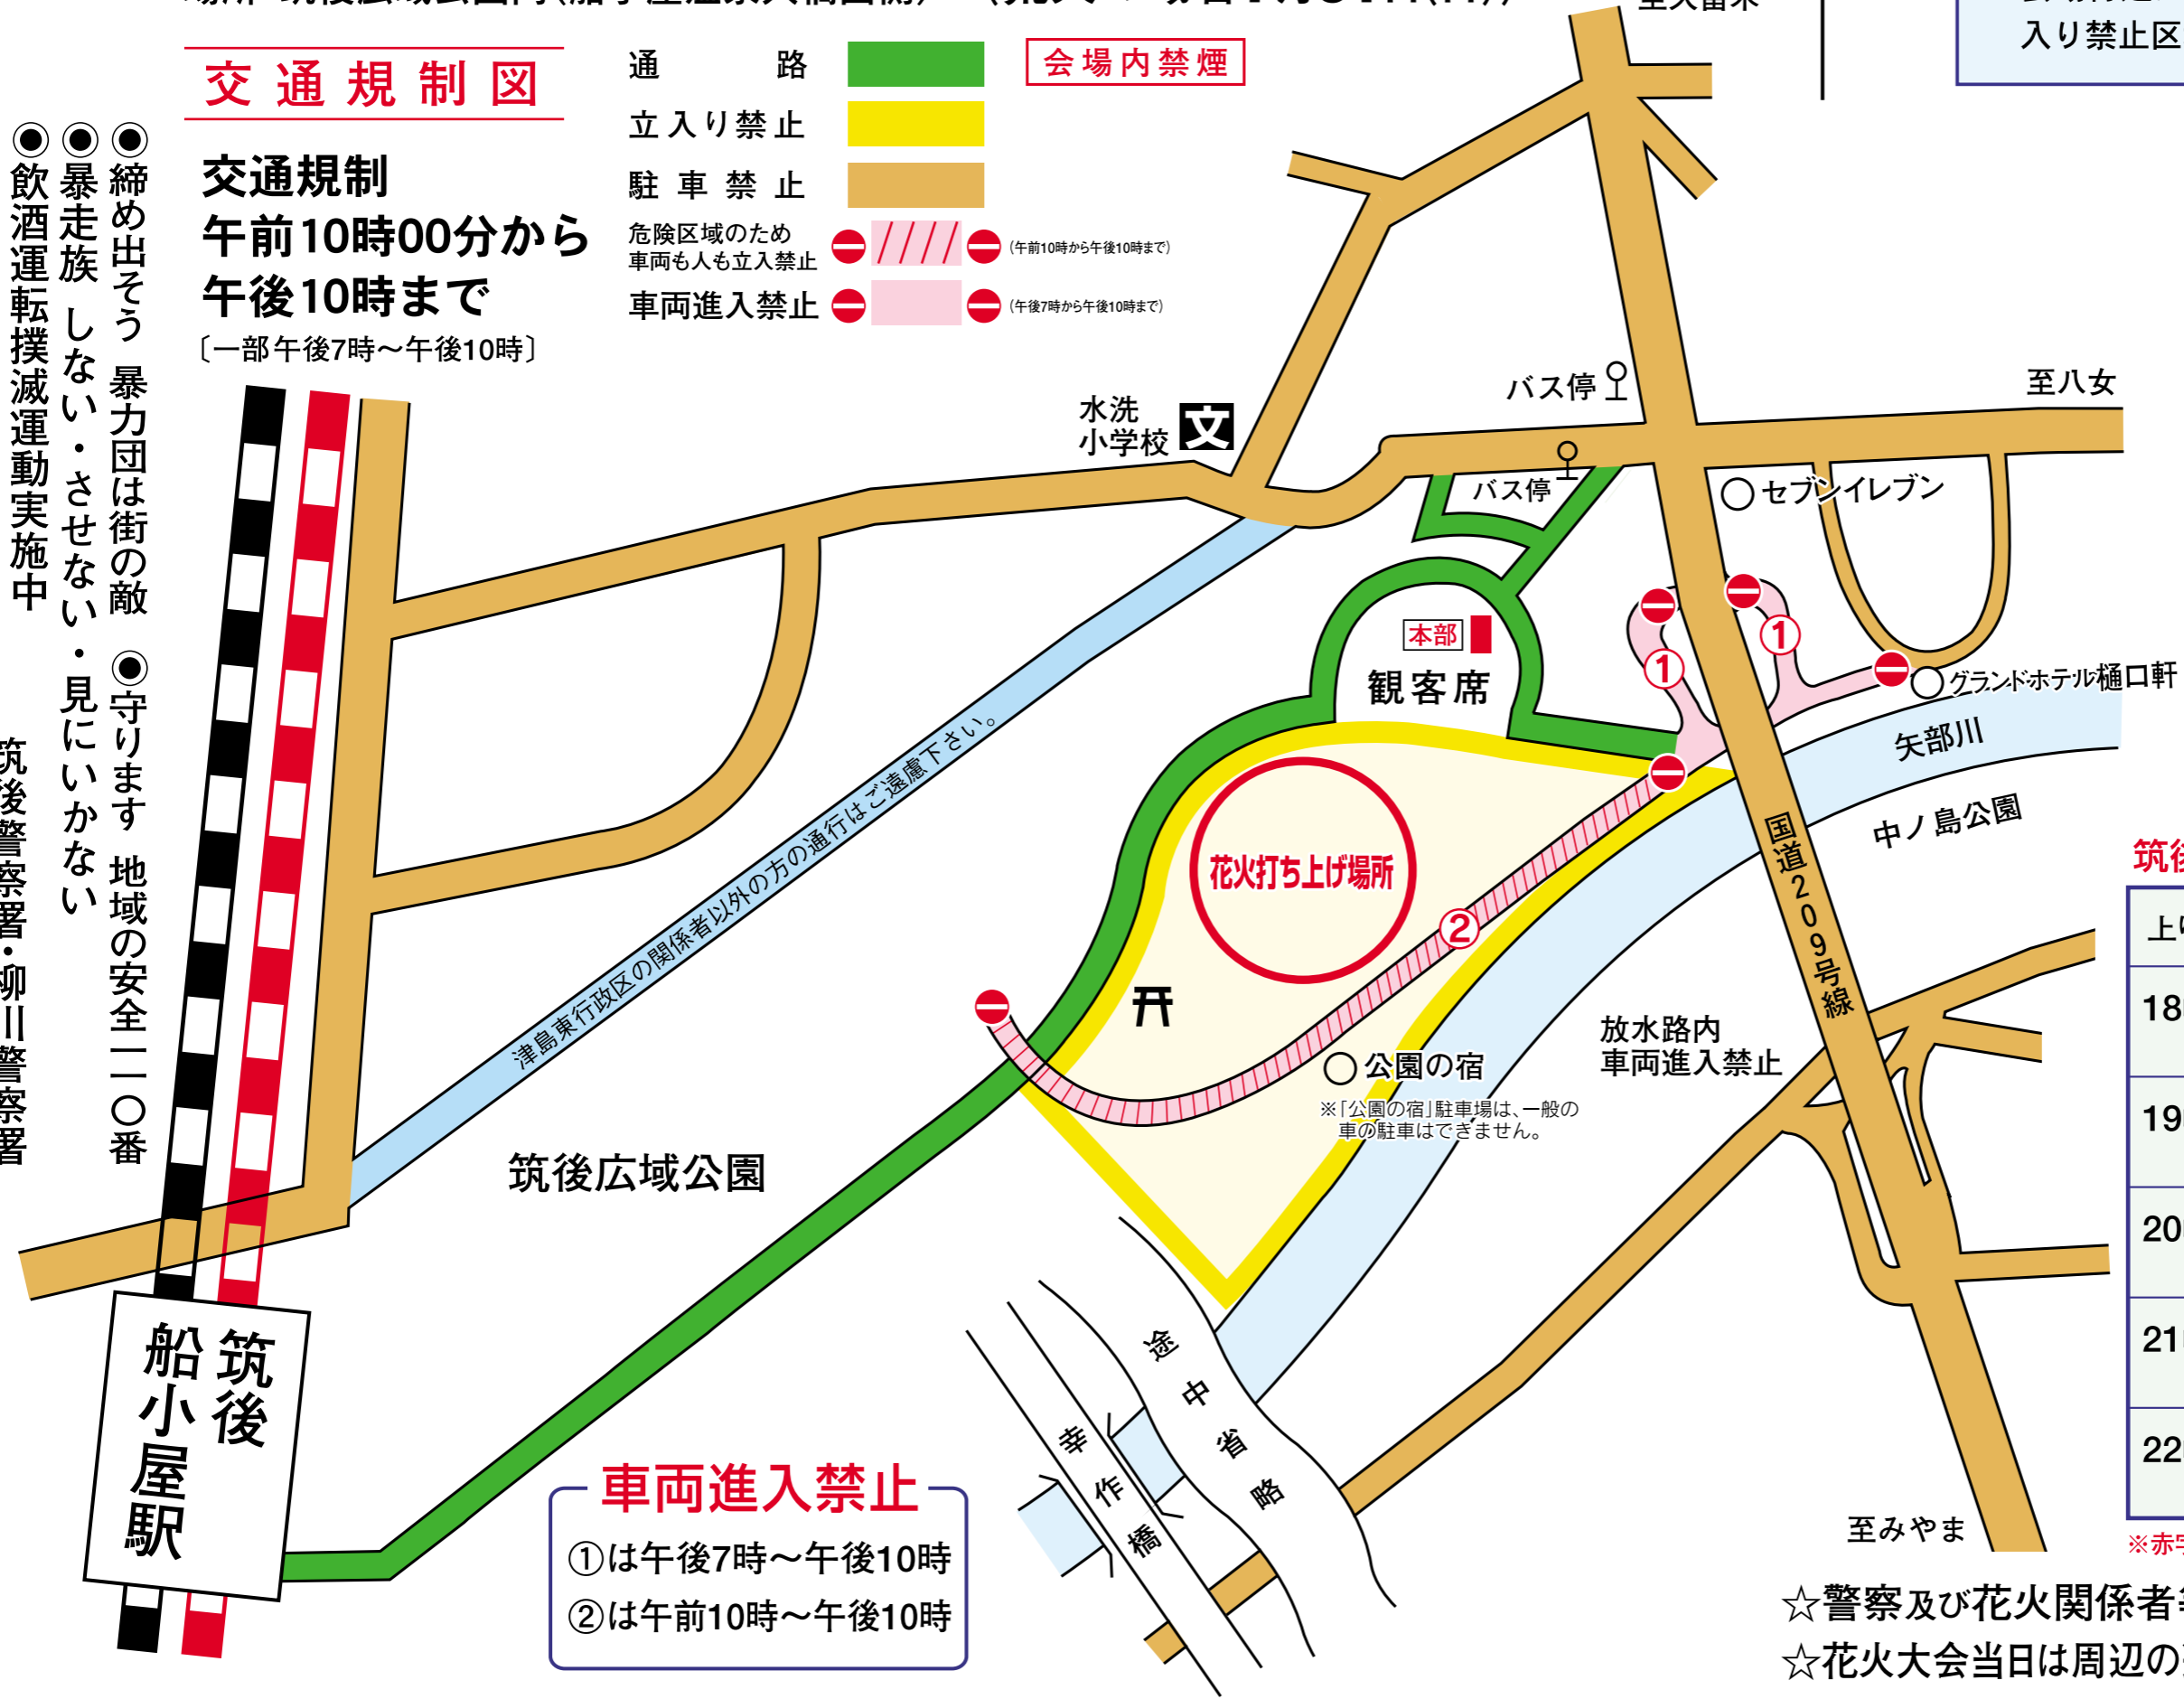 交通規制図
交通規制
午前10時00分から
午後10時まで
〔一部午後7時～午後10時〕
通路
立入り禁止
駐車禁止
危険区域のため
車両も人も立入禁止
（午前10時から午後10時まで）
車両進入禁止
（午後7時から午後10時まで）
会場内禁煙
入り禁止区
◉締め出そう 暴力団は街の敵 ◉守ります 地域の安全一一〇番
◉暴走族 しない・させない・見にいかない
◉飲酒運転撲滅運動実施中
筑後警察署・柳川警察署
水洗
小学校
文
バス停
バス停
至八女
セブンイレブン
本部
観客席
①
①
グランドホテル樋口軒
矢部川
中ノ島公園
国道209号線
花火打ち上げ場所
②
津島東行政区の関係者以外の方の通行はご遠慮下さい。
公園の宿
※「公園の宿」駐車場は、一般の
車の駐車はできません。
放水路内
車両進入禁止
筑後広域公園
筑後
船小屋駅
途中省略
幸作橋
至みやま
車両進入禁止
①は午後7時～午後10時
②は午前10時～午後10時
筑後
上り
18
19
20
21
22
※赤字
☆警察及び花火関係者
☆花火大会当日は周辺の